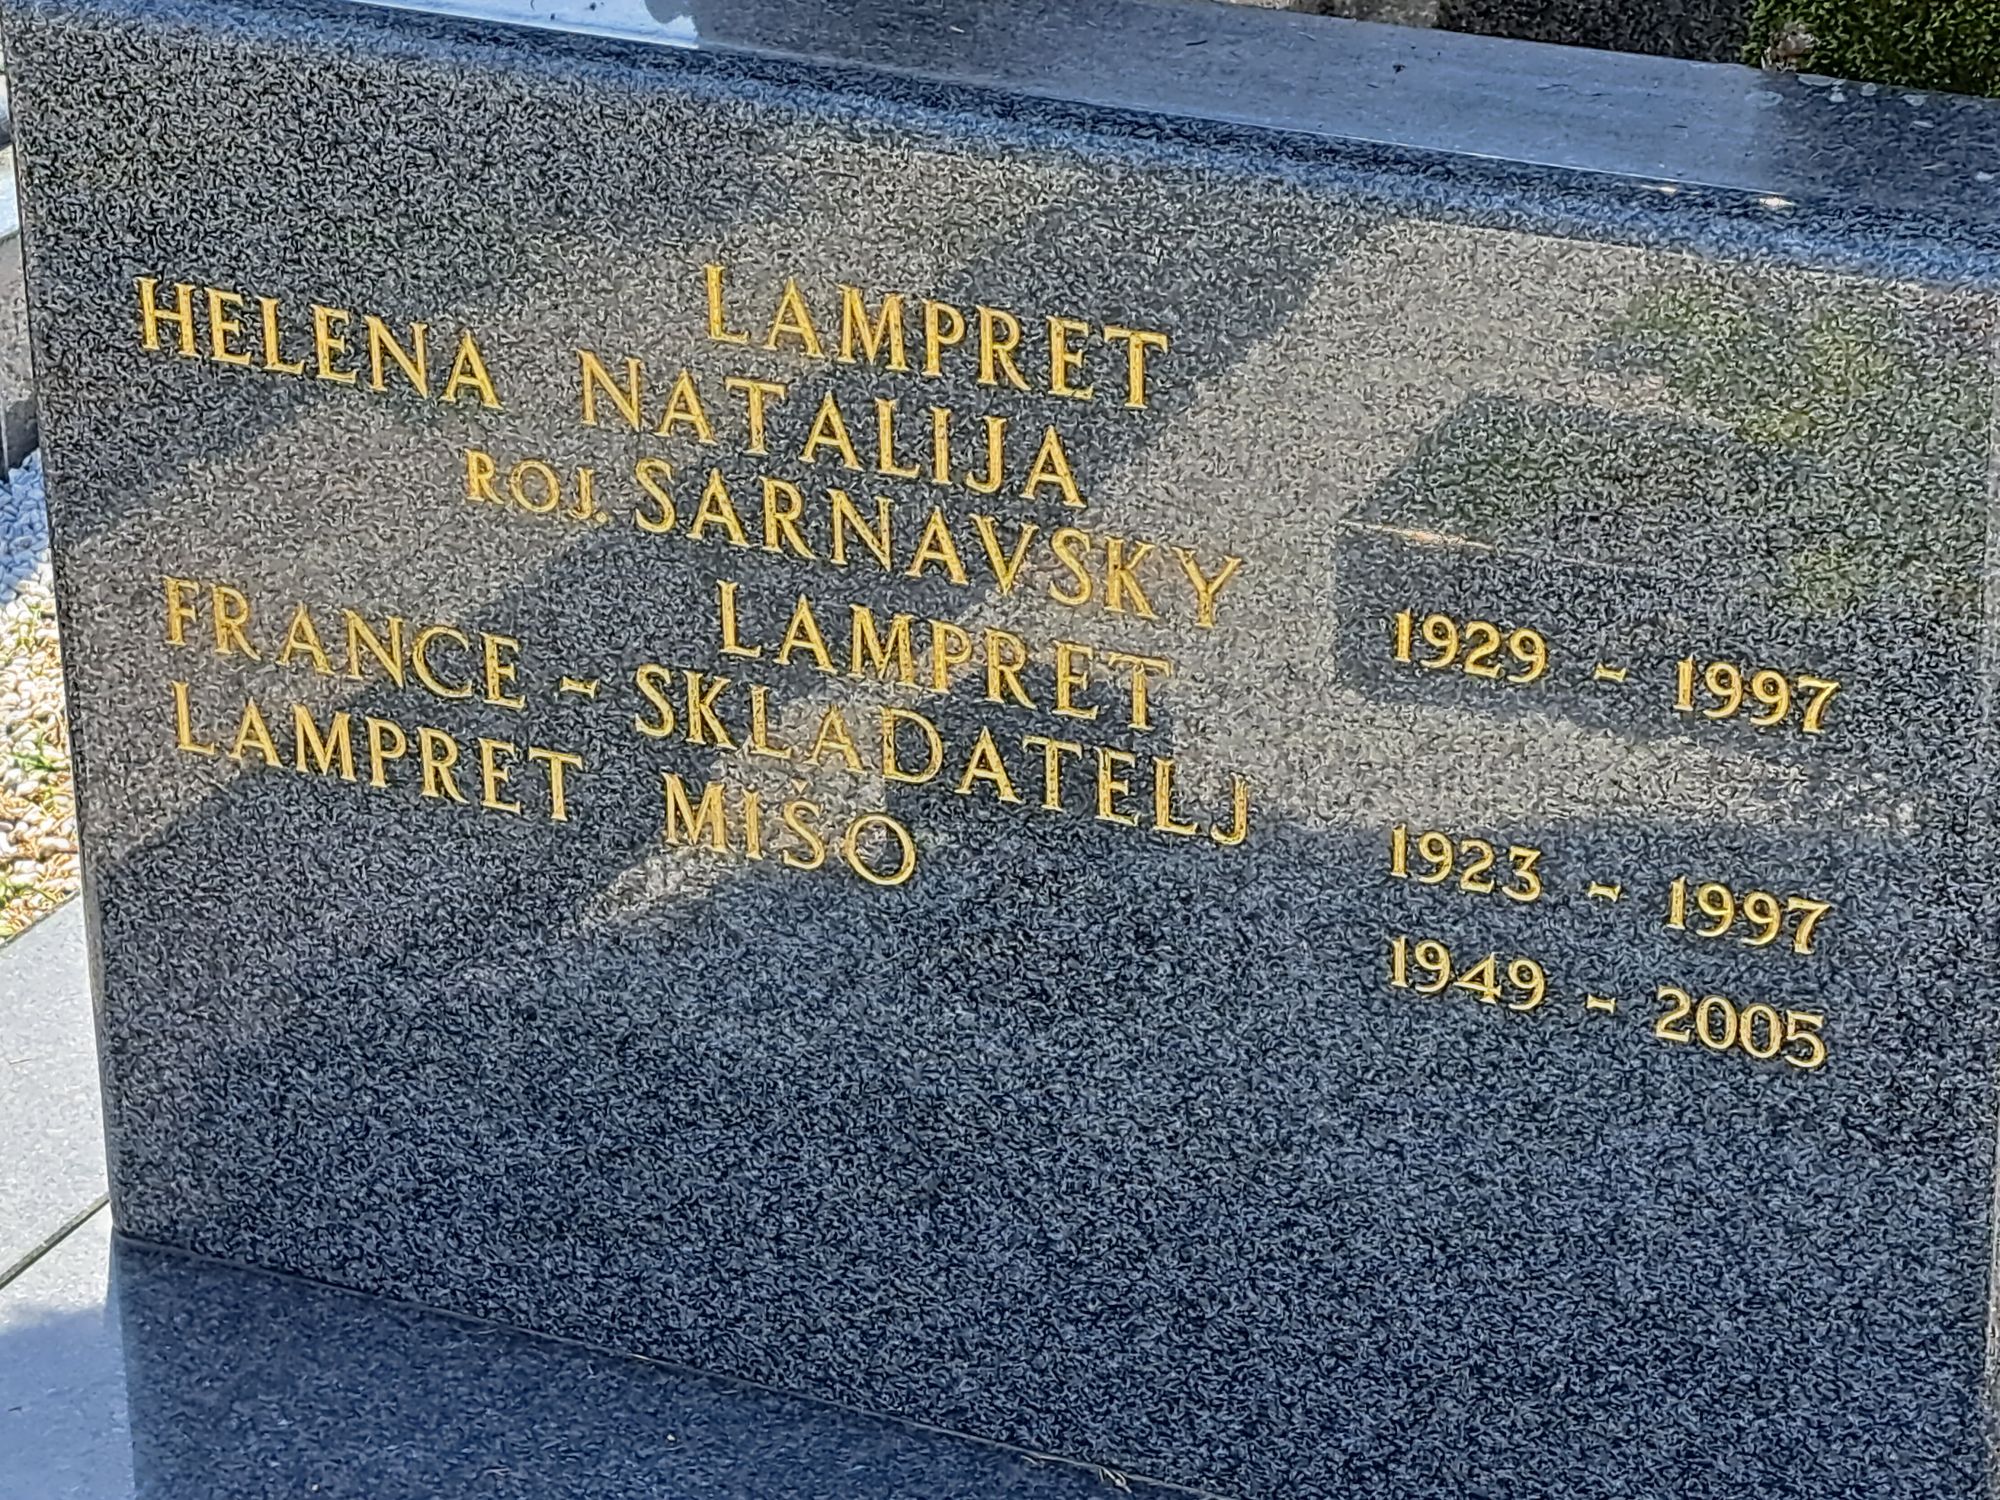 LAMPRET
HELENA NATALIJA
ROJ. SARNAVSKY 1929 - 1997
LAMPRET
FRANCE - SKLADATELJ 1923 - 1997
LAMPRET MIŠO 1949 - 2005